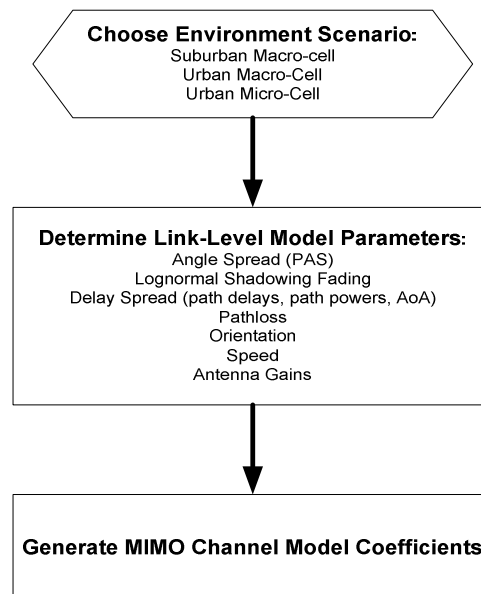 Choose Environment Scenario:
Suburban Macro-cell
Urban Macro-Cell
Urban Micro-Cell
Determine Link-Level Model Parameters:
Angle Spread (PAS)
Lognormal Shadowing Fading
Delay Spread (path delays, path powers, AoA)
Pathloss
Orientation
Speed
Antenna Gains
Generate MIMO Channel Model Coefficients